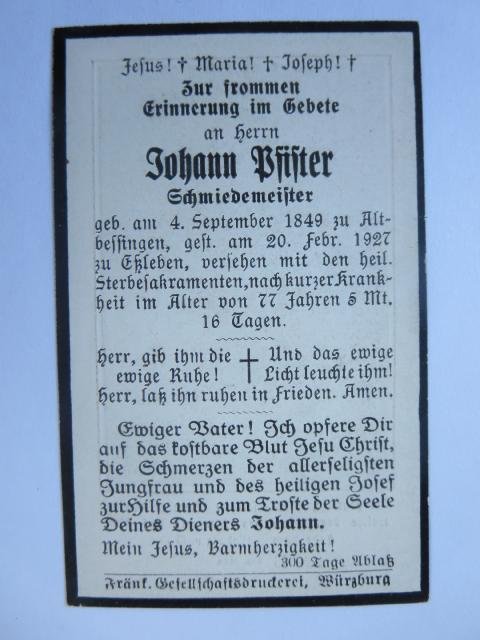 Jesus! † Maria! † Joseph! †
Zur frommen
Erinnerung im Gebete
an Herrn
Johann Pfister
Schmiedemeister
geb. am 4. September 1849 zu Alt-
bessingen, gest. am 20. Febr. 1927
zu Eßleben, versehen mit den heil.
Sterbesakramenten, nach kurzer Krank-
heit im Alter von 77 Jahren 5 Mt.
16 Tagen.
Herr, gib ihm die † Und das ewige
ewige Ruhe! Licht leuchte ihm!
Herr, laß ihn ruhen in Frieden. Amen.
Ewiger Vater! Ich opfere Dir
auf das kostbare Blut Jesu Christ,
die Schmerzen der allerseligsten
Jungfrau und des heiligen Josef
zur Hilfe und zum Troste der Seele
Deines Dieners Johann.
Mein Jesus, Barmherzigkeit!
300 Tage Ablaß
Fränk. Gesellschaftsdruckerei, Würzburg